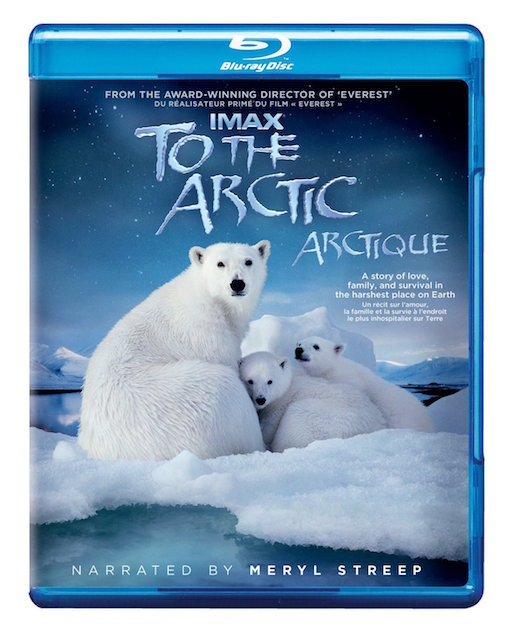 Blu-ray Disc
FROM THE AWARD-WINNING DIRECTOR OF 'EVEREST'
DU RÉALISATEUR PRIMÉ DU FILM « EVEREST »
IMAX
TO THE
ARCTIC
ARCTIQUE
A story of love,
family, and survival in
the harshest place on Earth
Un récit sur l'amour,
la famille et la survie à l'endroit
le plus inhospitalier sur Terre
NARRATED BY MERYL STREEP